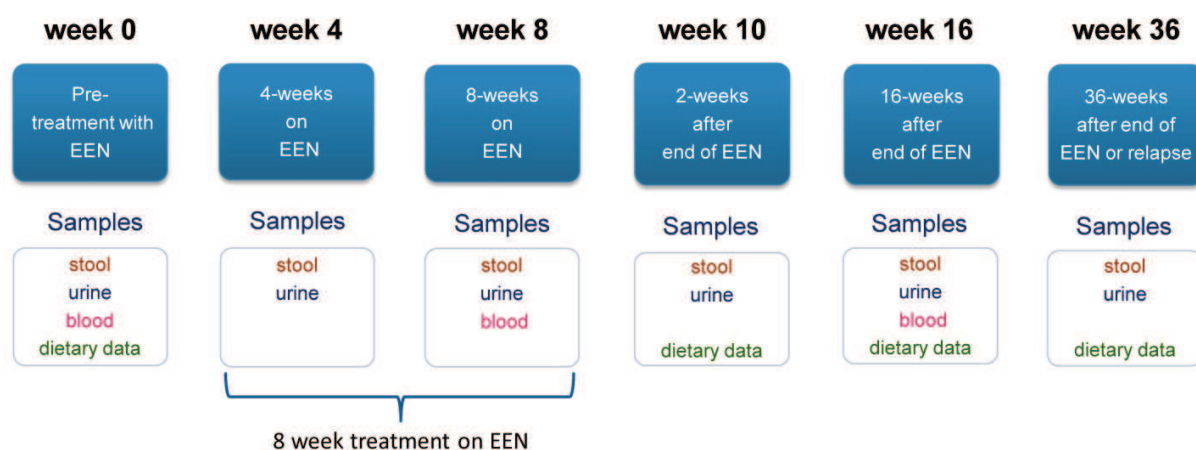 week 0
week 4
week 8
week 10
week 16
week 36
Pre-
treatment with
EEN
4-weeks
on
EEN
8-weeks
on
EEN
2-weeks
after
end of EEN
16-weeks
after
end of EEN
36-weeks
after end of
EEN or relapse
Samples
Samples
Samples
Samples
Samples
Samples
stool
urine
blood
dietary data
stool
urine
stool
urine
blood
stool
urine
dietary data
stool
urine
blood
dietary data
stool
urine
dietary data
8 week treatment on EEN